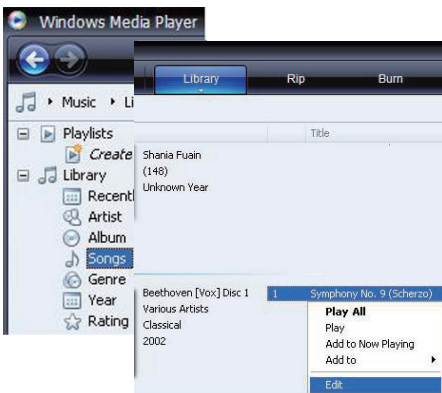 Windows Media Player
Music Li
Playlists
Create
Library
Recentl
Artist
Album
Songs
Genre
Year
Rating
Library Rip Burn
Title
Shania Fuain
(148)
Unknown Year
Beethoven [Vox] Disc 1
Various Artists
Classical
2002
1 Symphony No. 9 (Scherzo)
Play All
Play
Add to Now Playing
Add to
Edit